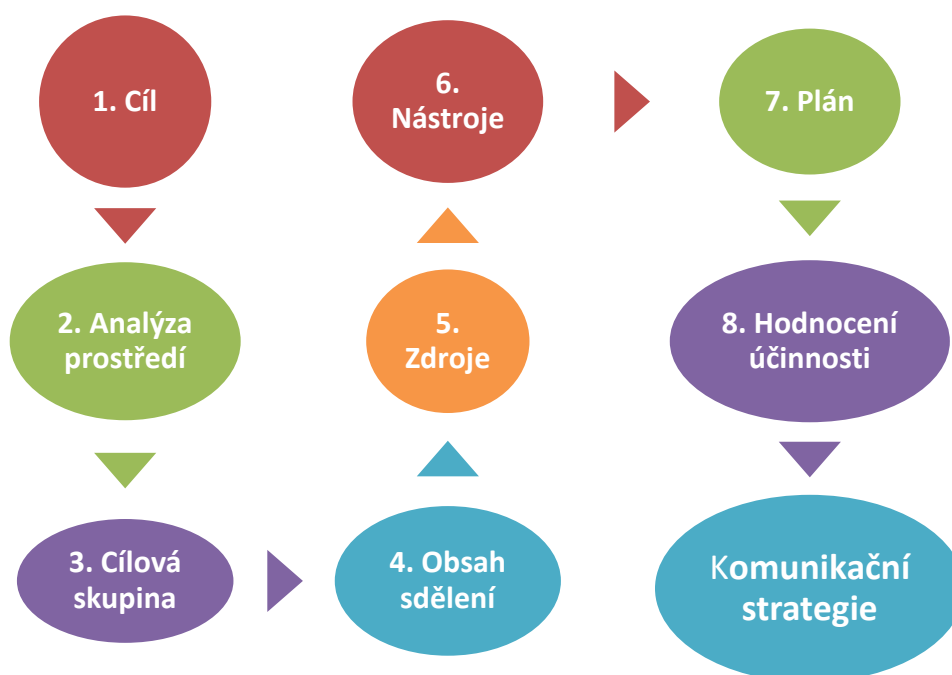 1. Cíl
2. Analýza
prostředí
3. Cílová
skupina
4. Obsah
sdělení
5.
Zdroje
6.
Nástroje
7. Plán
8. Hodnocení
účinnosti
Komunikační
strategie